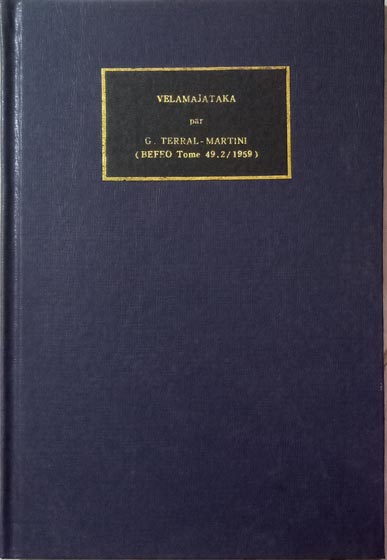 VELAMAJATAKA
par
G. TERRAL-MARTINI
(BEFEO Tome 49.2/1959)